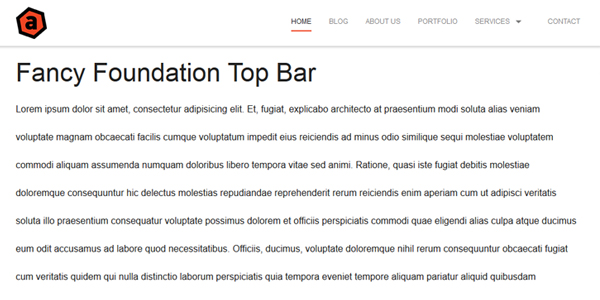 a
HOME BLOG ABOUT US PORTFOLIO SERVICES CONTACT
Fancy Foundation Top Bar
Lorem ipsum dolor sit amet, consectetur adipisicing elit. Et, fugiat, explicabo architecto at praesentium modi soluta alias veniam
voluptate magnam obcaecati facilis cumque voluptatum impedit eius reiciendis ad minus odio similique sequi molestiae voluptatem
commodi aliquam assumenda numquam doloribus libero tempora vitae sed animi. Ratione, quasi iste fugiat debitis molestiae
doloremque consequuntur hic delectus molestias repudiandae reprehenderit rerum reiciendis enim aperiam cum ut adipisci veritatis
soluta illo praesentium consequatur voluptate possimus dolorem et officiis perspiciatis commodi quae eligendi alias culpa atque ducimus
eum odit accusamus ad labore quod necessitatibus. Officiis, ducimus, voluptate doloremque nihil rerum consequuntur obcaecati fugiat
cum veritatis quidem qui nulla distinctio laborum perspiciatis quia tempora eveniet tempore aliquam pariatur aliquid quibusdam